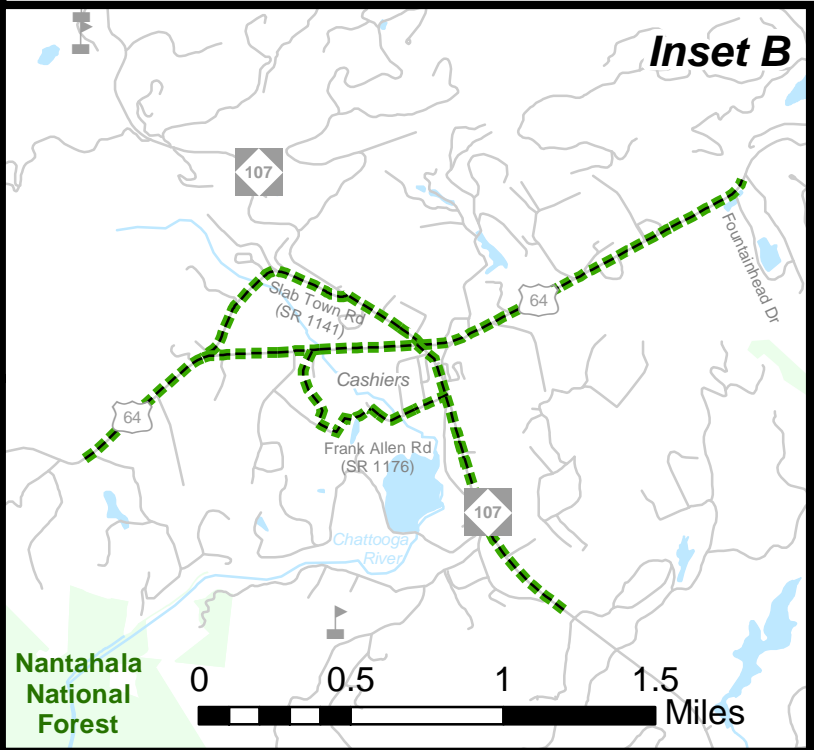 Inset B
107
Fountainhead Dr
Slab Town Rd
(SR 1141)
64
Cashiers
64
Frank Allen Rd
(SR 1176)
107
Chattooga
River
Nantahala
National
Forest
0 0.5 1 1.5
Miles